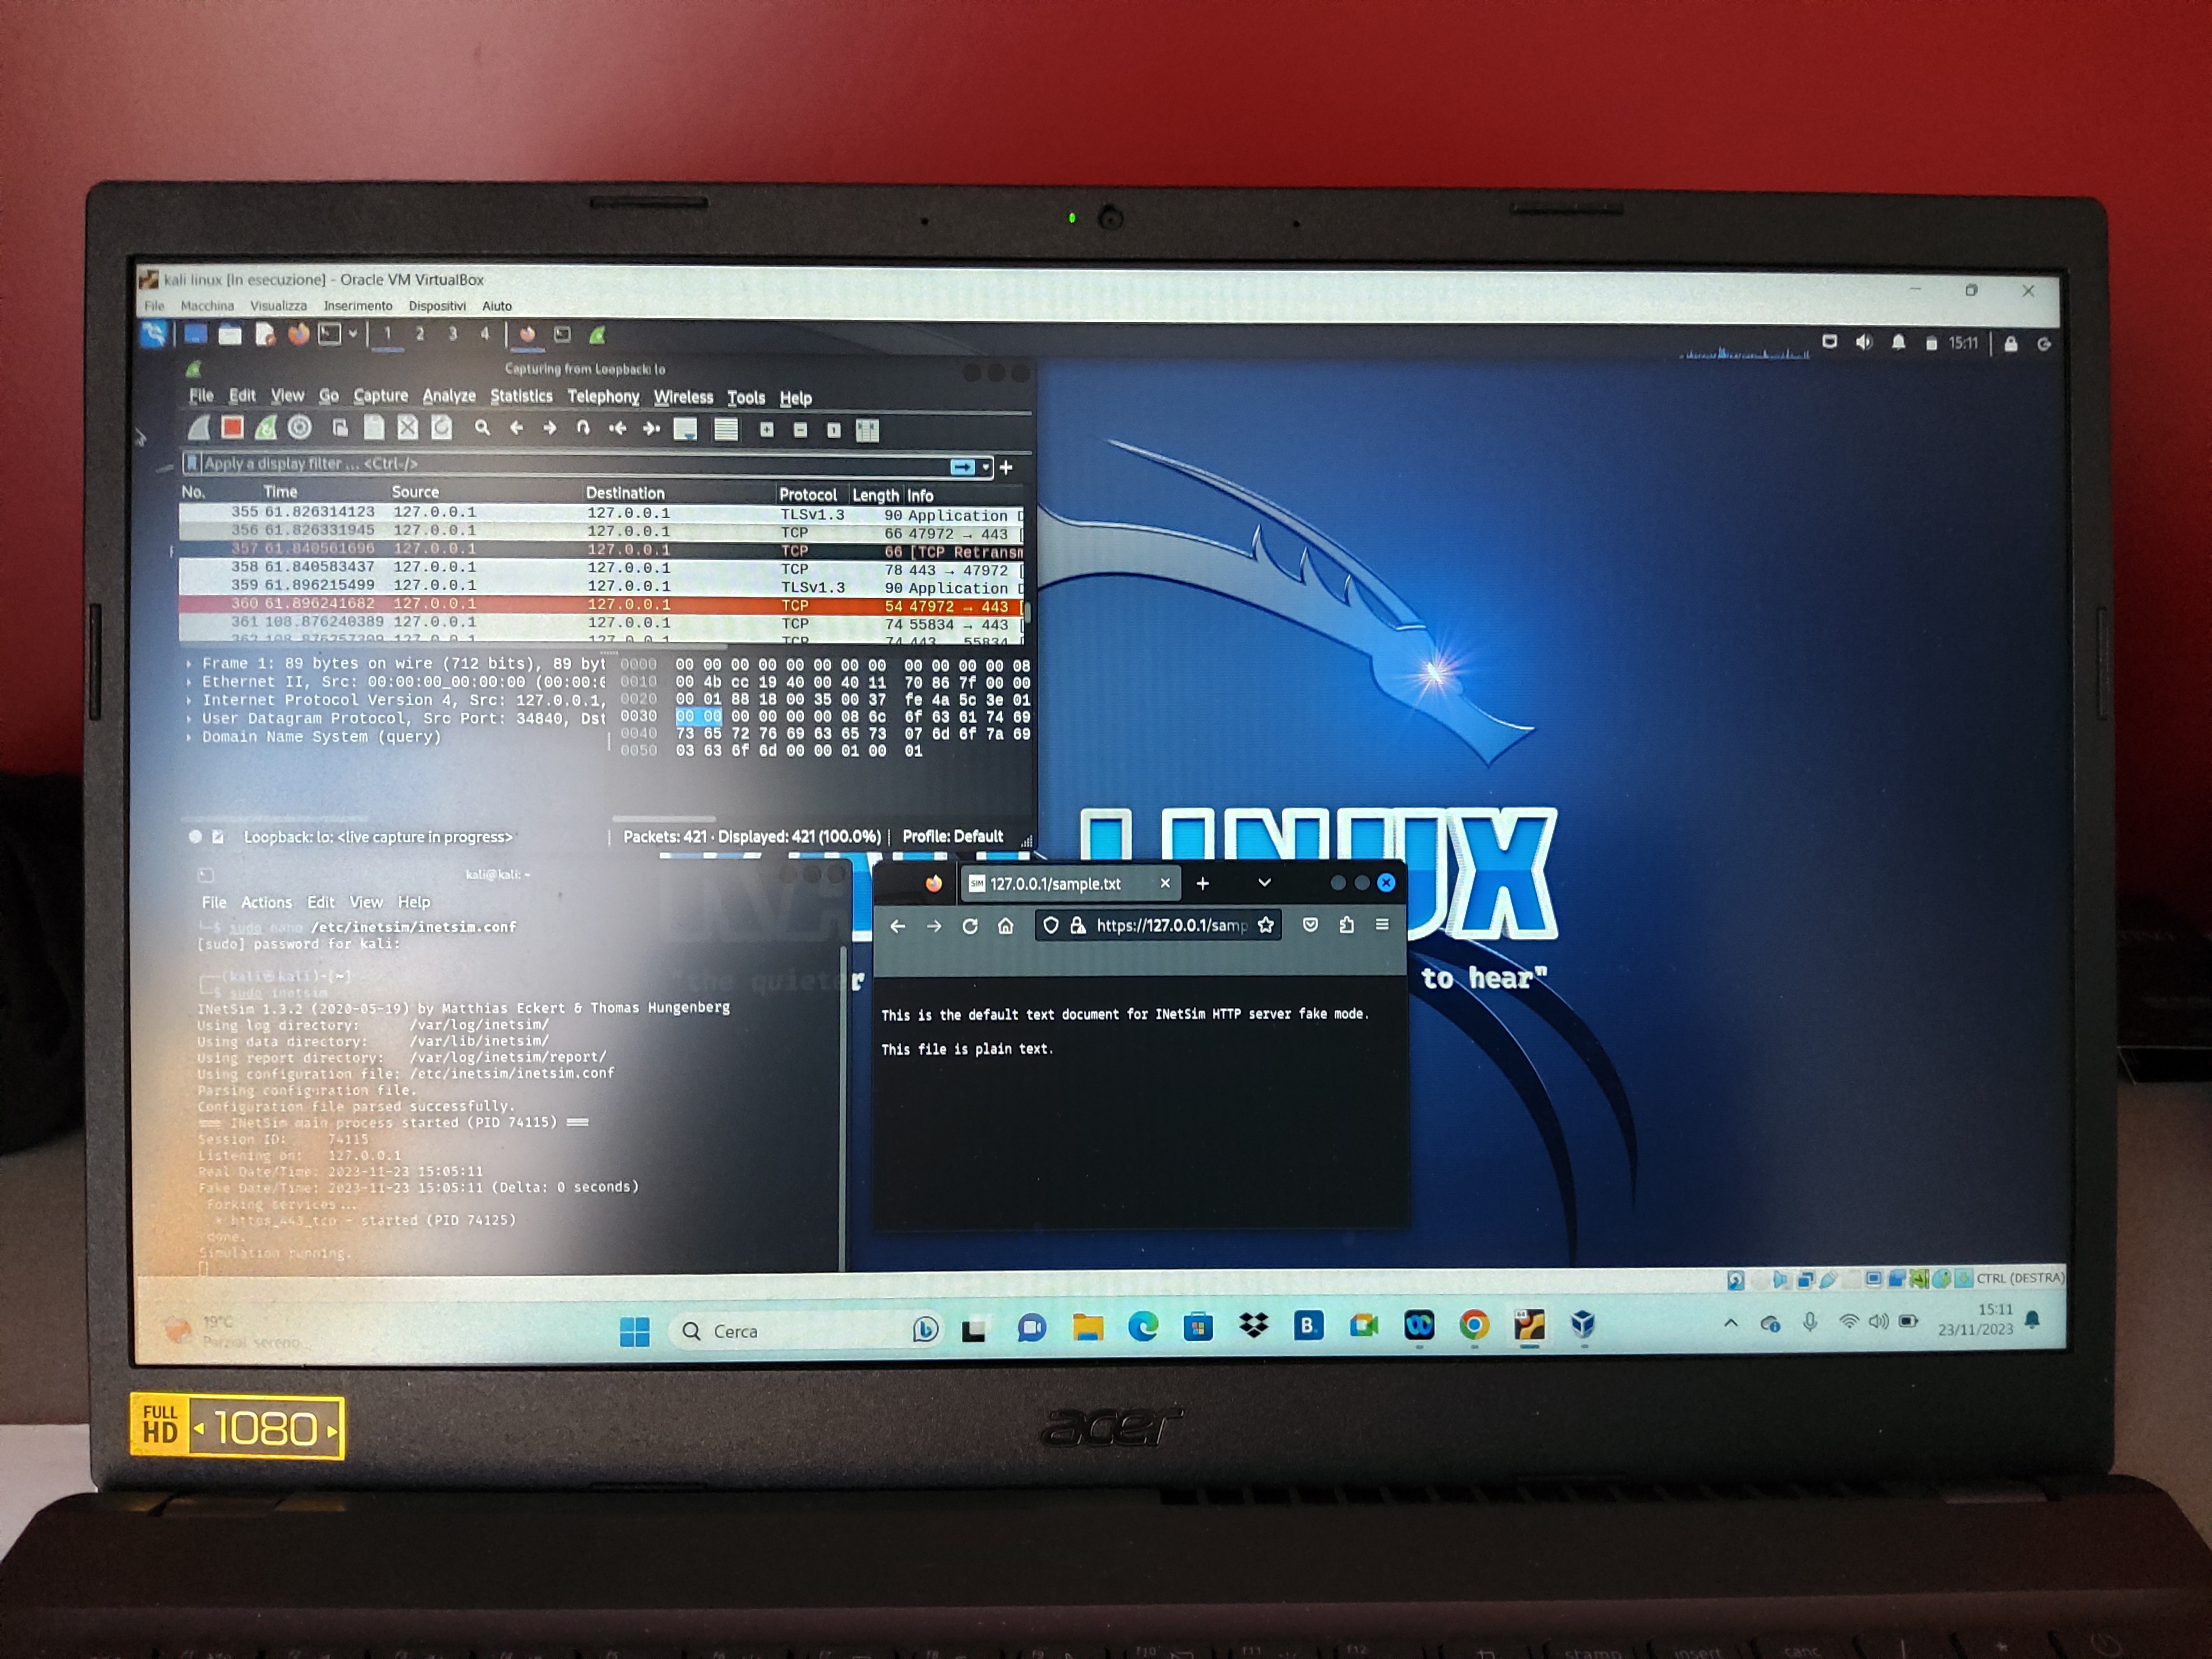 kali linux [In esecuzione] - Oracle VM VirtualBox
File Macchina Visualizza Inserimento Dispositivi Aiuto
1 2 3 4
15:11
Capturing from Loopback: lo
File Edit View Go Capture Analyze Statistics Telephony Wireless Tools Help
Apply a display filter ... <Ctrl-/>
No. Time Source Destination Protocol Length Info
355 61.826314123 127.0.0.1 127.0.0.1 TLSv1.3 90 Application
356 61.826331945 127.0.0.1 127.0.0.1 TCP 66 47972 → 443 [
357 61.840561696 127.0.0.1 127.0.0.1 TCP 66 [TCP Retransm
358 61.840583437 127.0.0.1 127.0.0.1 TCP 78 443 → 47972 [
359 61.896215499 127.0.0.1 127.0.0.1 TLSv1.3 90 Application
360 61.896241682 127.0.0.1 127.0.0.1 TCP 54 47972 → 443 [
361 108.876240389 127.0.0.1 127.0.0.1 TCP 74 55834 → 443 [
362 108.876257309 127.0.0.1 127.0.0.1 TCP 74 443 55834 [
Frame 1: 89 bytes on wire (712 bits), 89 byt
Ethernet II, Src: 00:00:00_00:00:00 (00:00:0
Internet Protocol Version 4, Src: 127.0.0.1,
User Datagram Protocol, Src Port: 34840, Dst
Domain Name System (query)
0000 00 00 00 00 00 00 00 00 00 00 00 00 08
0010 00 4b cc 19 40 00 40 11 70 86 7f 00 00
0020 00 01 88 18 00 35 00 37 fe 4a 5c 3e 01
0030 00 00 00 00 00 00 08 6c 6f 63 61 74 69
0040 73 65 72 76 69 63 65 73 07 6d 6f 7a 69
0050 03 63 6f 6d 00 00 01 00 01
Loopback: lo: <live capture in progress>
Packets: 421 · Displayed: 421 (100.0%)
Profile: Default
LINUX
"the quieter
to hear"
kali@kali: ~
File Actions Edit View Help
└─$ sudo nano /etc/inetsim/inetsim.conf
[sudo] password for kali:
┌──(kali㉿kali)-[~]
└─$ sudo inetsim
INetSim 1.3.2 (2020-05-19) by Matthias Eckert & Thomas Hungenberg
Using log directory: /var/log/inetsim/
Using data directory: /var/lib/inetsim/
Using report directory: /var/log/inetsim/report/
Using configuration file: /etc/inetsim/inetsim.conf
Parsing configuration file.
Configuration file parsed successfully.
=== INetSim main process started (PID 74115) ===
Session ID: 74115
Listening on: 127.0.0.1
Real Date/Time: 2023-11-23 15:05:11
Fake Date/Time: 2023-11-23 15:05:11 (Delta: 0 seconds)
Forking services...
* https_443_tcp - started (PID 74125)
done.
Simulation running.
SIM 127.0.0.1/sample.txt
https://127.0.0.1/samp
This is the default text document for INetSim HTTP server fake mode.
This file is plain text.
CTRL (DESTRA)
19°C
Parzial. sereno
Cerca
B.
15:11
23/11/2023
FULL HD 1080
acer
f10 f11 f12 stamp insert canc